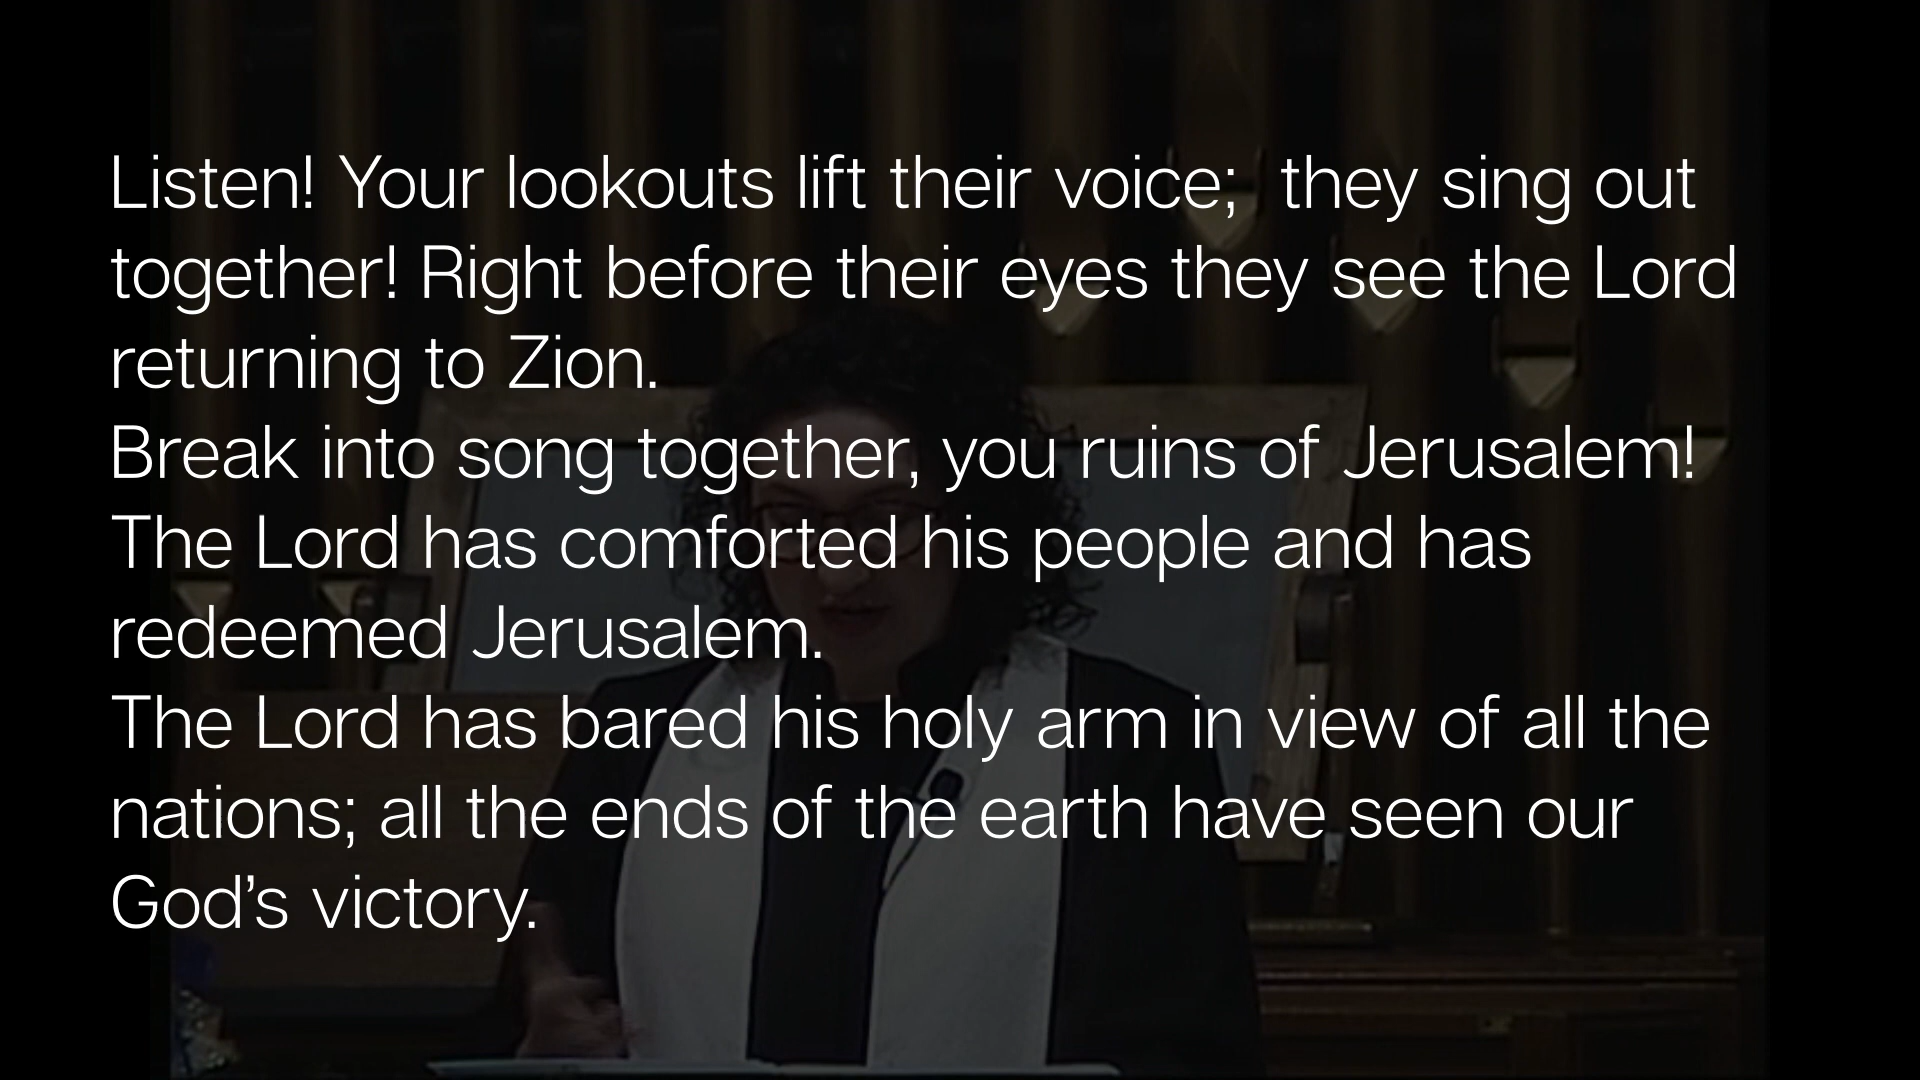 Listen! Your lookouts lift their voice;  they sing out
together! Right before their eyes they see the Lord
returning to Zion.
Break into song together, you ruins of Jerusalem!
The Lord has comforted his people and has
redeemed Jerusalem.
The Lord has bared his holy arm in view of all the
nations; all the ends of the earth have seen our
God’s victory.